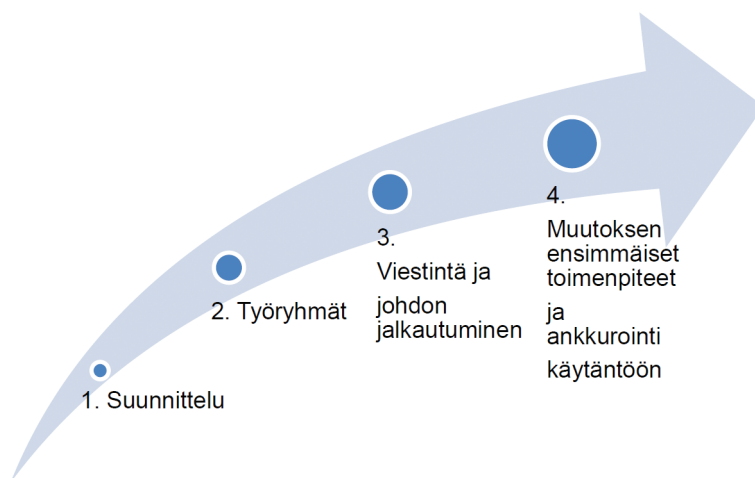 1. Suunnittelu
2. Työryhmät
3.
Viestintä ja
johdon
jalkautuminen
4.
Muutoksen
ensimmäiset
toimenpiteet
ja
ankkurointi
käytäntöön